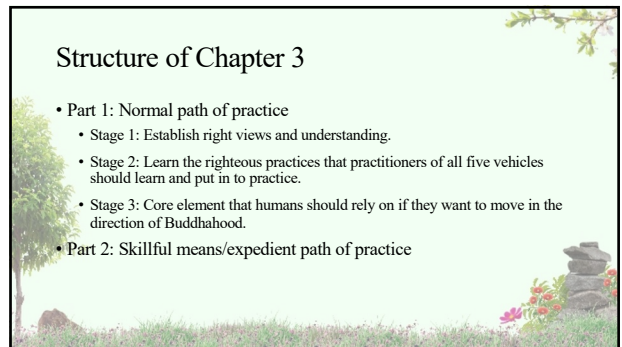 Structure of Chapter 3
• Part 1: Normal path of practice
• Stage 1: Establish right views and understanding.
• Stage 2: Learn the righteous practices that practitioners of all five vehicles
should learn and put in to practice.
• Stage 3: Core element that humans should rely on if they want to move in the
direction of Buddhahood.
• Part 2: Skillful means/expedient path of practice